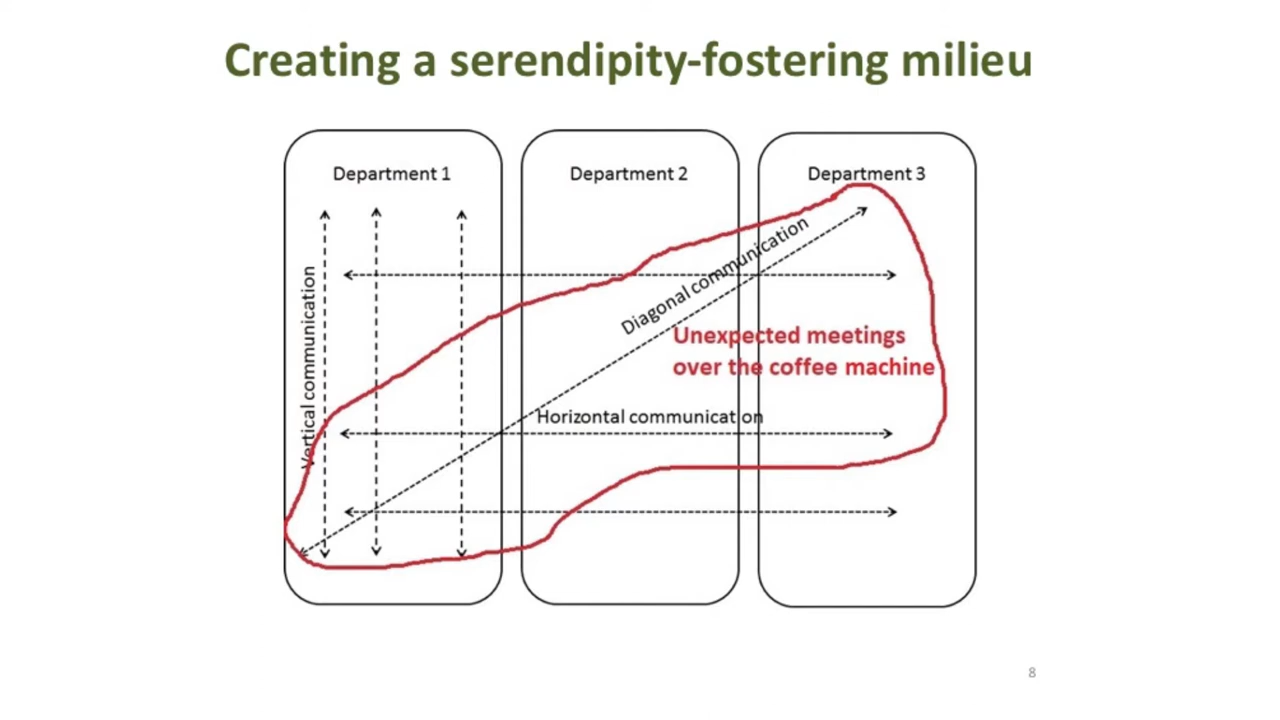 Creating a serendipity-fostering milieu
Department 1
Department 2
Department 3
Vertical communication
Diagonal communication
Unexpected meetings
over the coffee machine
Horizontal communication
8